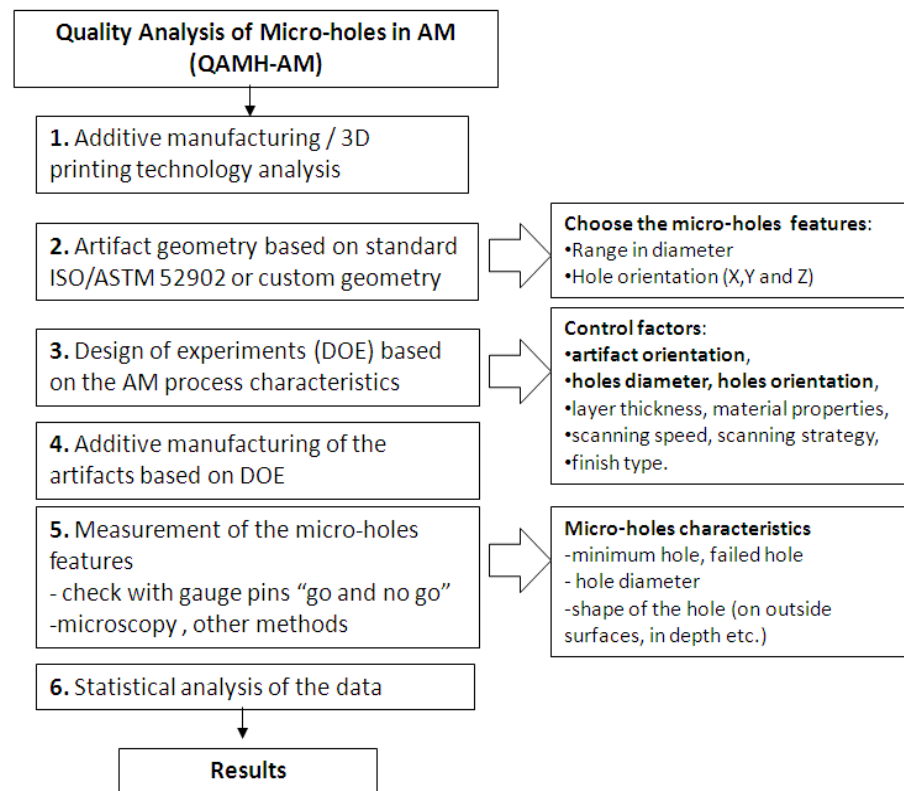 Quality Analysis of Micro-holes in AM
(QAMH-AM)
1. Additive manufacturing / 3D
printing technology analysis
2. Artifact geometry based on standard
ISO/ASTM 52902 or custom geometry
Choose the micro-holes features:
•Range in diameter
•Hole orientation (X,Y and Z)
3. Design of experiments (DOE) based
on the AM process characteristics
Control factors:
•artifact orientation,
•holes diameter, holes orientation,
•layer thickness, material properties,
•scanning speed, scanning strategy,
•finish type.
4. Additive manufacturing of the
artifacts based on DOE
5. Measurement of the micro-holes
features
- check with gauge pins “go and no go”
-microscopy , other methods
Micro-holes characteristics
-minimum hole, failed hole
- hole diameter
-shape of the hole (on outside
surfaces, in depth etc.)
6. Statistical analysis of the data
Results